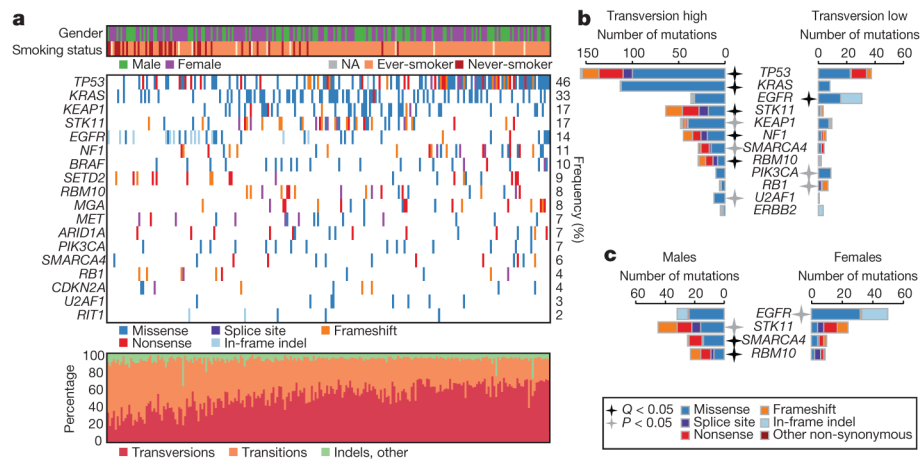 a
Gender
Smoking status
Male Female NA Ever-smoker Never-smoker
TP53 46
KRAS 33
KEAP1 17
STK11 17
EGFR 14
NF1 11
BRAF 10
SETD2 9
RBM10 8
MGA 8
MET 7
ARID1A 7
PIK3CA 7
SMARCA4 6
RB1 4
CDKN2A 4
U2AF1 3
RIT1 2
Frequency (%)
Missense Splice site Frameshift
Nonsense In-frame indel
Percentage
100
80
60
40
20
0
Transversions Transitions Indels, other
b
Transversion high Transversion low
Number of mutations Number of mutations
150 100 50 0 0 20 40 60
TP53
KRAS
EGFR
STK11
KEAP1
NF1
SMARCA4
RBM10
PIK3CA
RB1
U2AF1
ERBB2
c
Males Females
Number of mutations Number of mutations
60 40 20 0 0 20 40 60
EGFR
STK11
SMARCA4
RBM10
Q < 0.05 Missense Frameshift
P < 0.05 Splice site In-frame indel
Nonsense Other non-synonymous